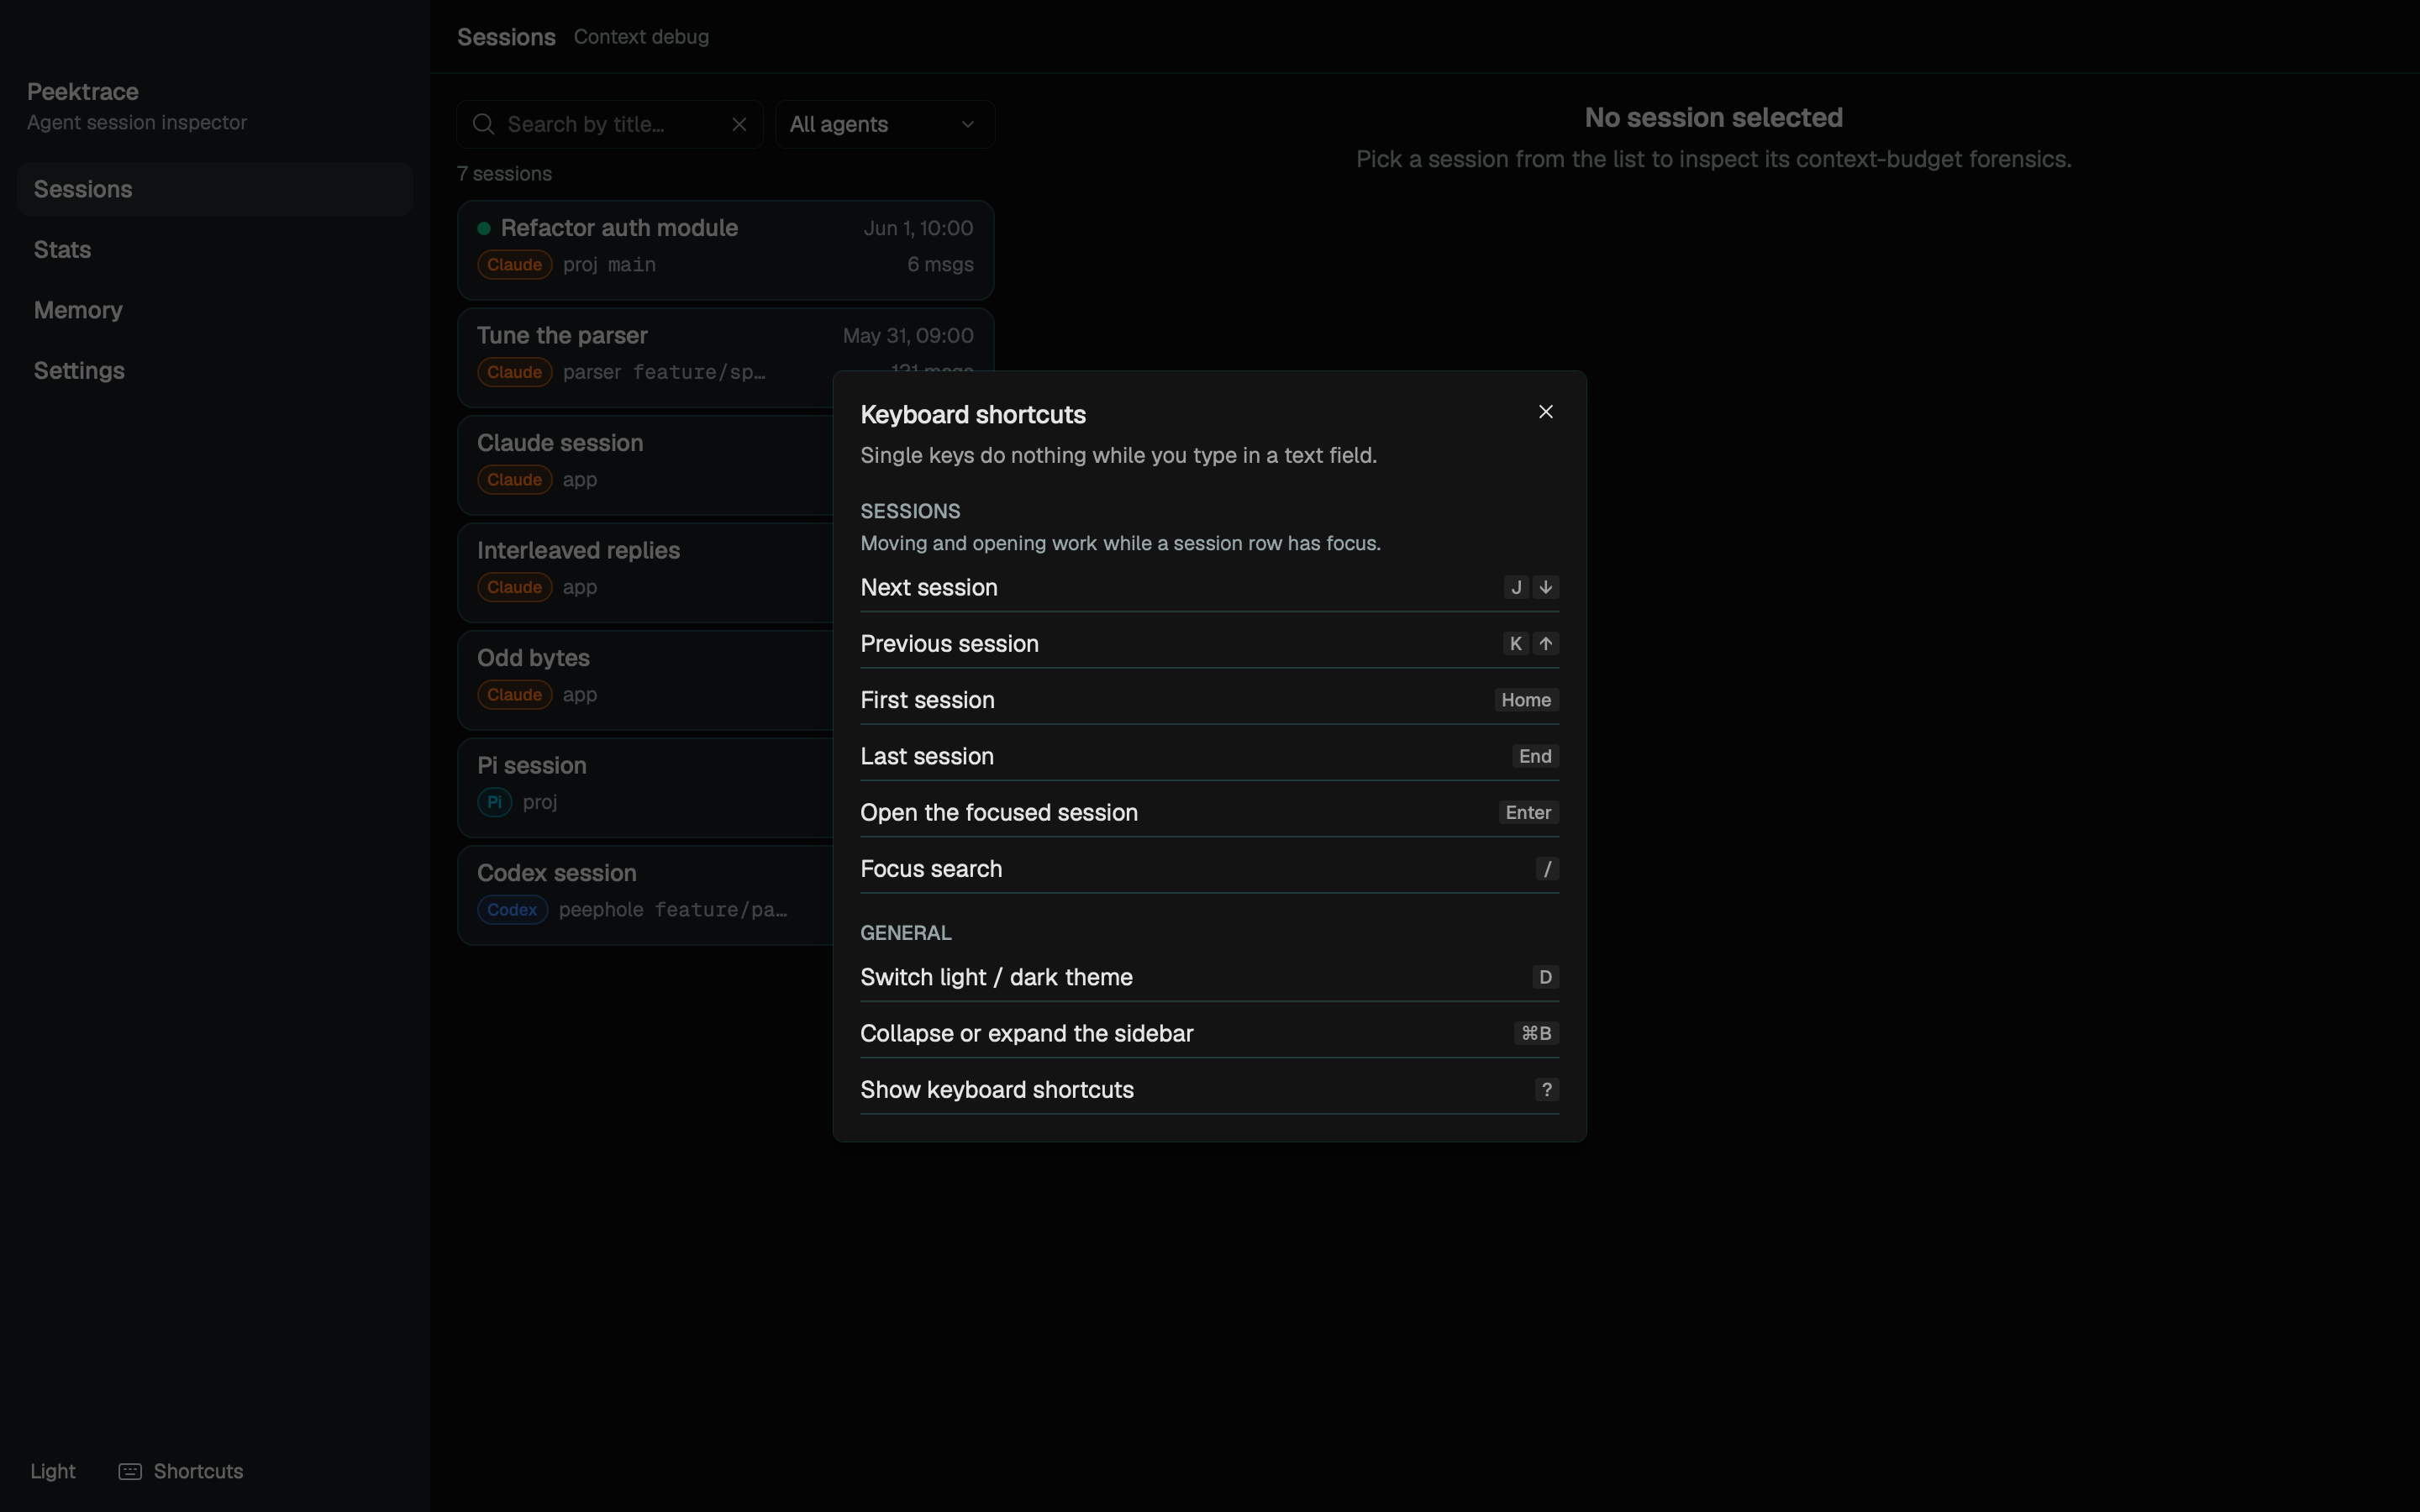 Peektrace
Agent session inspector
Sessions
Stats
Memory
Settings
Light
Shortcuts
Sessions Context debug
Search by title…
All agents
7 sessions
Refactor auth module Jun 1, 10:00
Claude proj main 6 msgs
Tune the parser May 31, 09:00
Claude parser feature/sp… 121 msgs
Claude session
Claude app
Interleaved replies
Claude app
Odd bytes
Claude app
Pi session
Pi proj
Codex session
Codex peephole feature/pa…
No session selected
Pick a session from the list to inspect its context-budget forensics.
Keyboard shortcuts
Single keys do nothing while you type in a text field.
SESSIONS
Moving and opening work while a session row has focus.
Next session J ↓
Previous session K ↑
First session Home
Last session End
Open the focused session Enter
Focus search /
GENERAL
Switch light / dark theme D
Collapse or expand the sidebar ⌘B
Show keyboard shortcuts ?